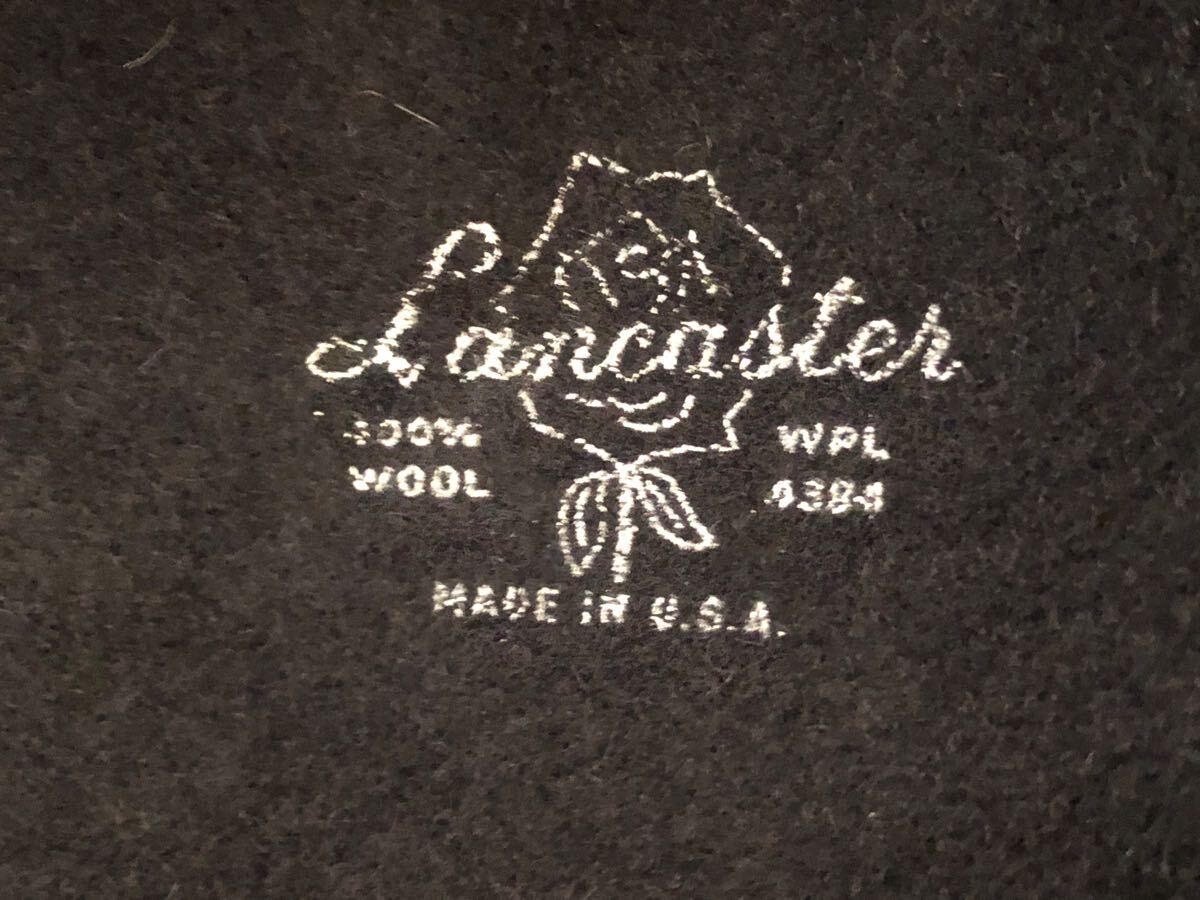 Lancaster
100% WPL
WOOL 4384
MADE IN U.S.A.